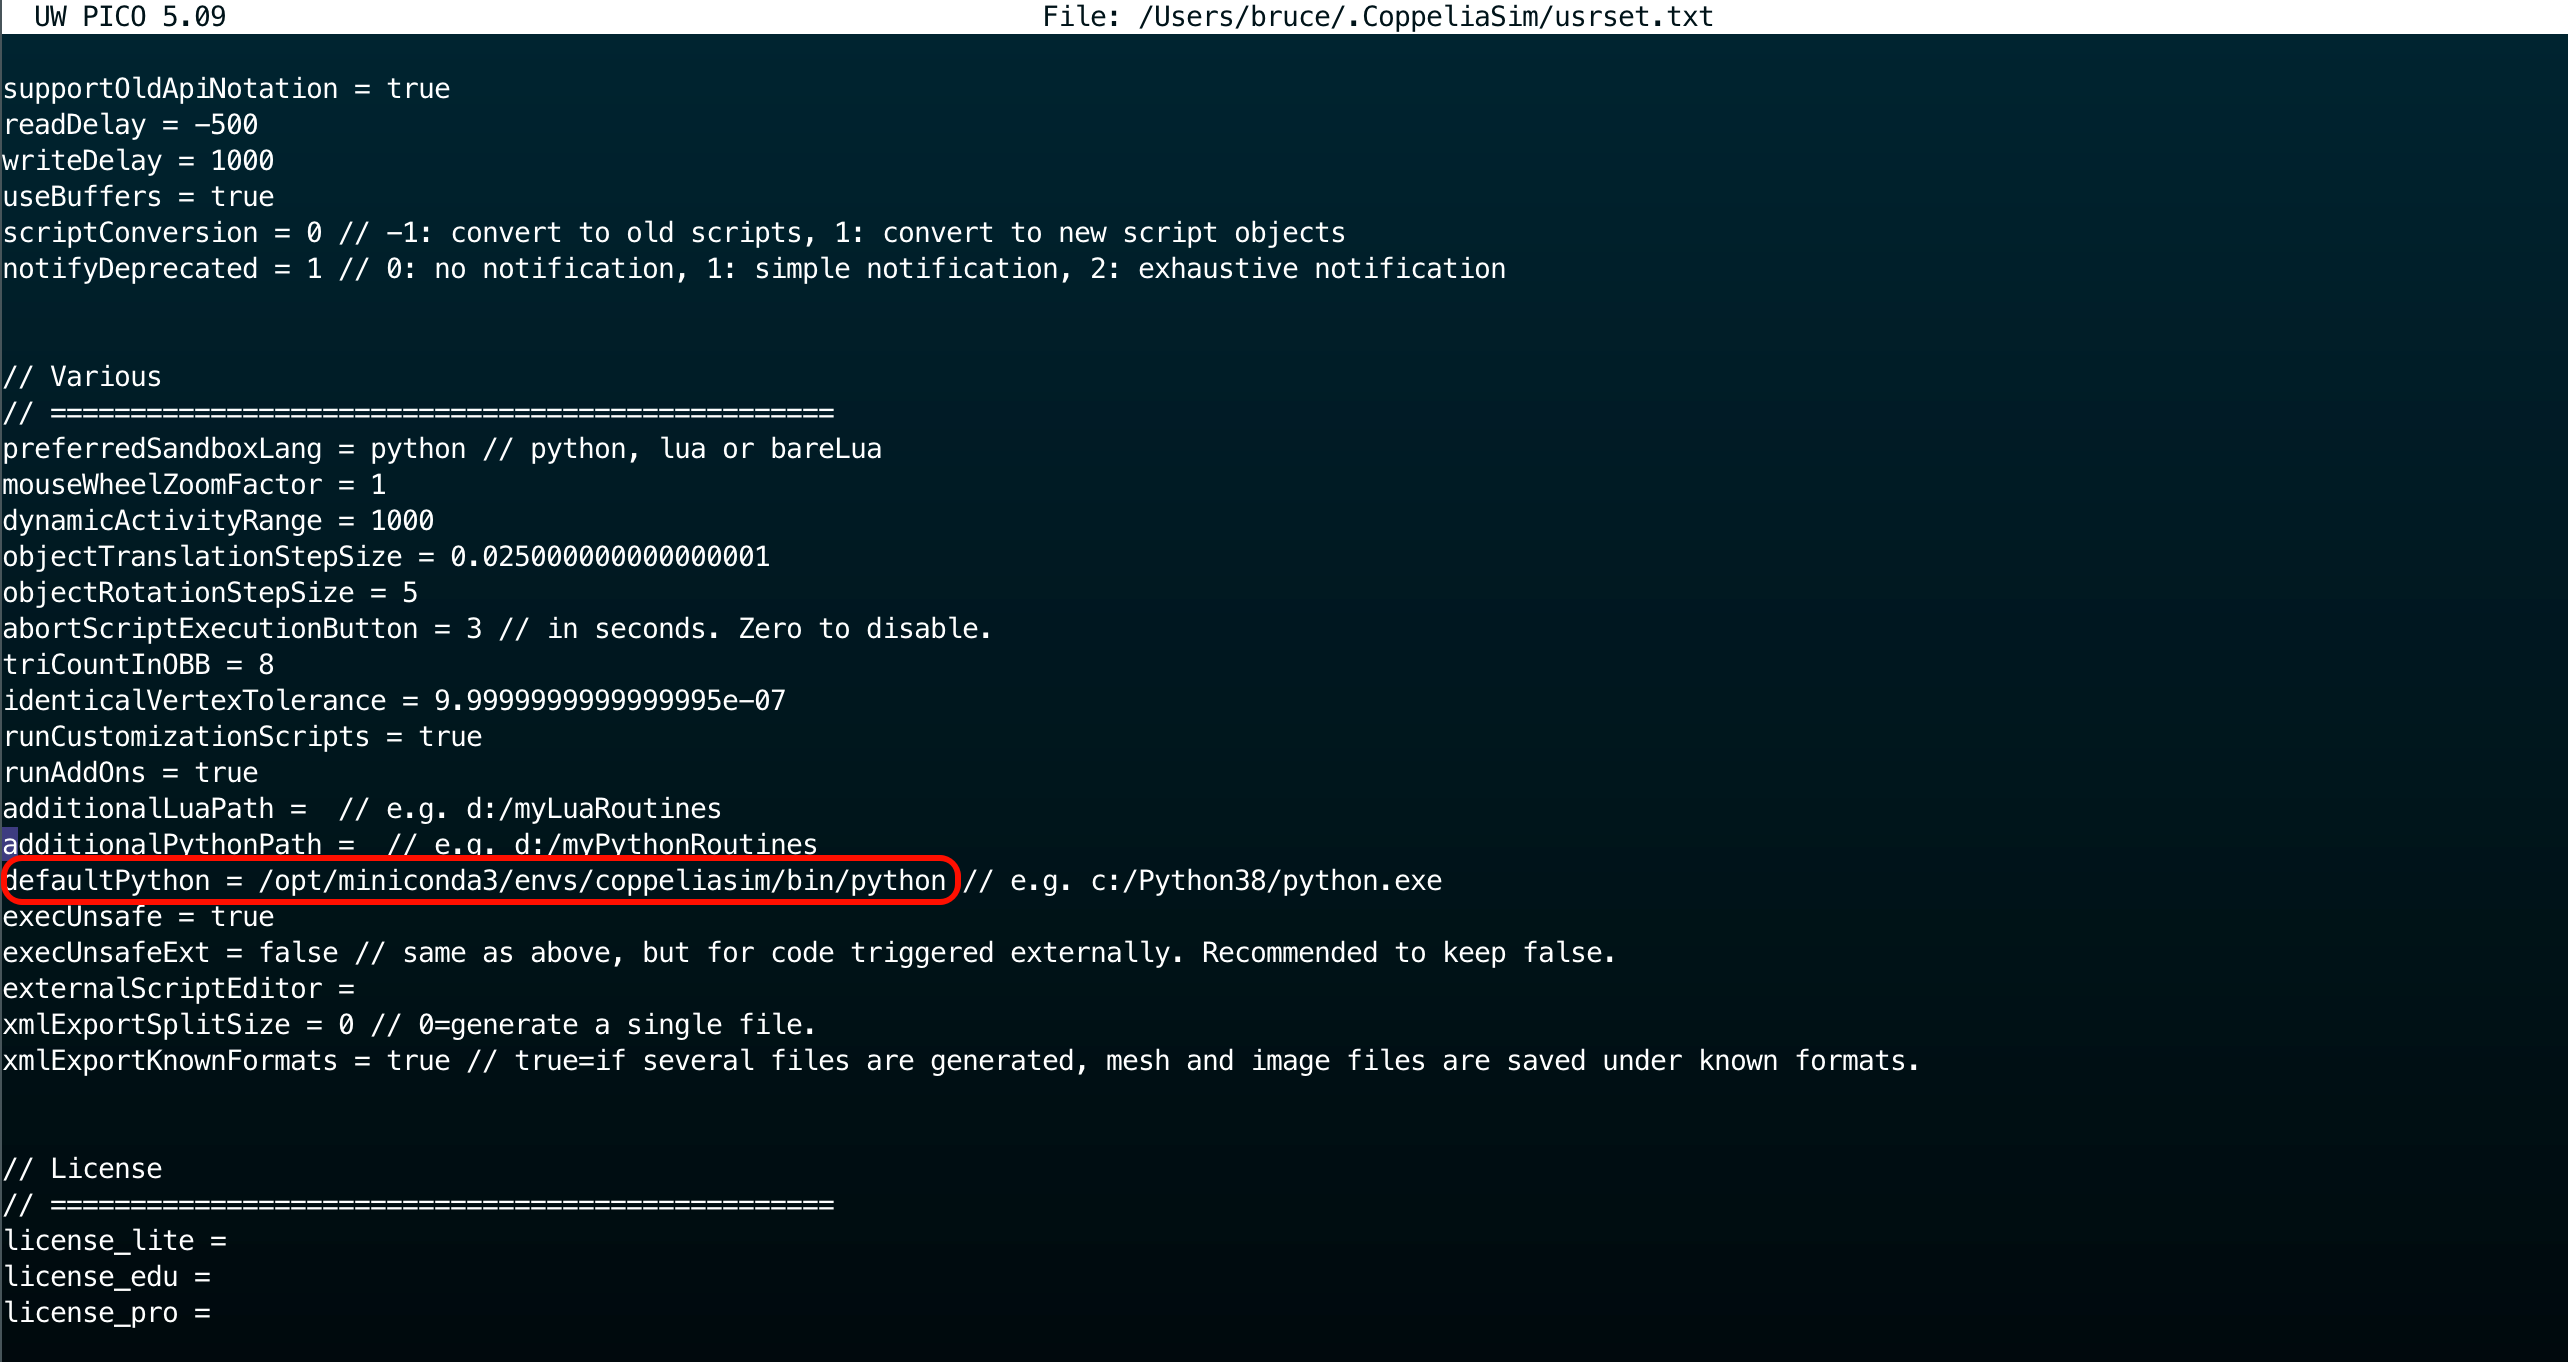 UW PICO 5.09 File: /Users/bruce/.CoppeliaSim/usrset.txt
supportOldApiNotation = true
readDelay = -500
writeDelay = 1000
useBuffers = true
scriptConversion = 0 // -1: convert to old scripts, 1: convert to new script objects
notifyDeprecated = 1 // 0: no notification, 1: simple notification, 2: exhaustive notification
// Various
// =================================================
preferredSandboxLang = python // python, lua or bareLua
mouseWheelZoomFactor = 1
dynamicActivityRange = 1000
objectTranslationStepSize = 0.025000000000000001
objectRotationStepSize = 5
abortScriptExecutionButton = 3 // in seconds. Zero to disable.
triCountInOBB = 8
identicalVertexTolerance = 9.9999999999999995e-07
runCustomizationScripts = true
runAddOns = true
additionalLuaPath =  // e.g. d:/myLuaRoutines
additionalPythonPath =  // e.g. d:/myPythonRoutines
defaultPython = /opt/miniconda3/envs/coppeliasim/bin/python // e.g. c:/Python38/python.exe
execUnsafe = true
execUnsafeExt = false // same as above, but for code triggered externally. Recommended to keep false.
externalScriptEditor =
xmlExportSplitSize = 0 // 0=generate a single file.
xmlExportKnownFormats = true // true=if several files are generated, mesh and image files are saved under known formats.
// License
// =================================================
license_lite =
license_edu =
license_pro =